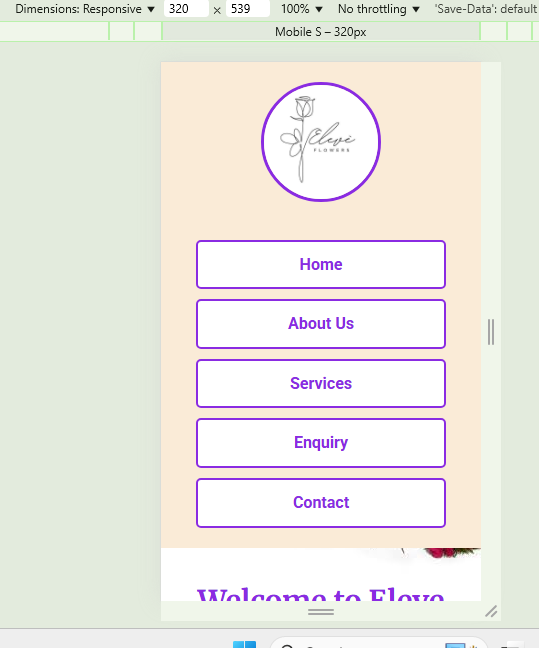 Dimensions: Responsive ▼ 320 × 539 100% ▼ No throttling ▼ 'Save-Data': default
Mobile S – 320px
Elevè
FLOWERS
Home
About Us
Services
Enquiry
Contact
Welcome to Eleve